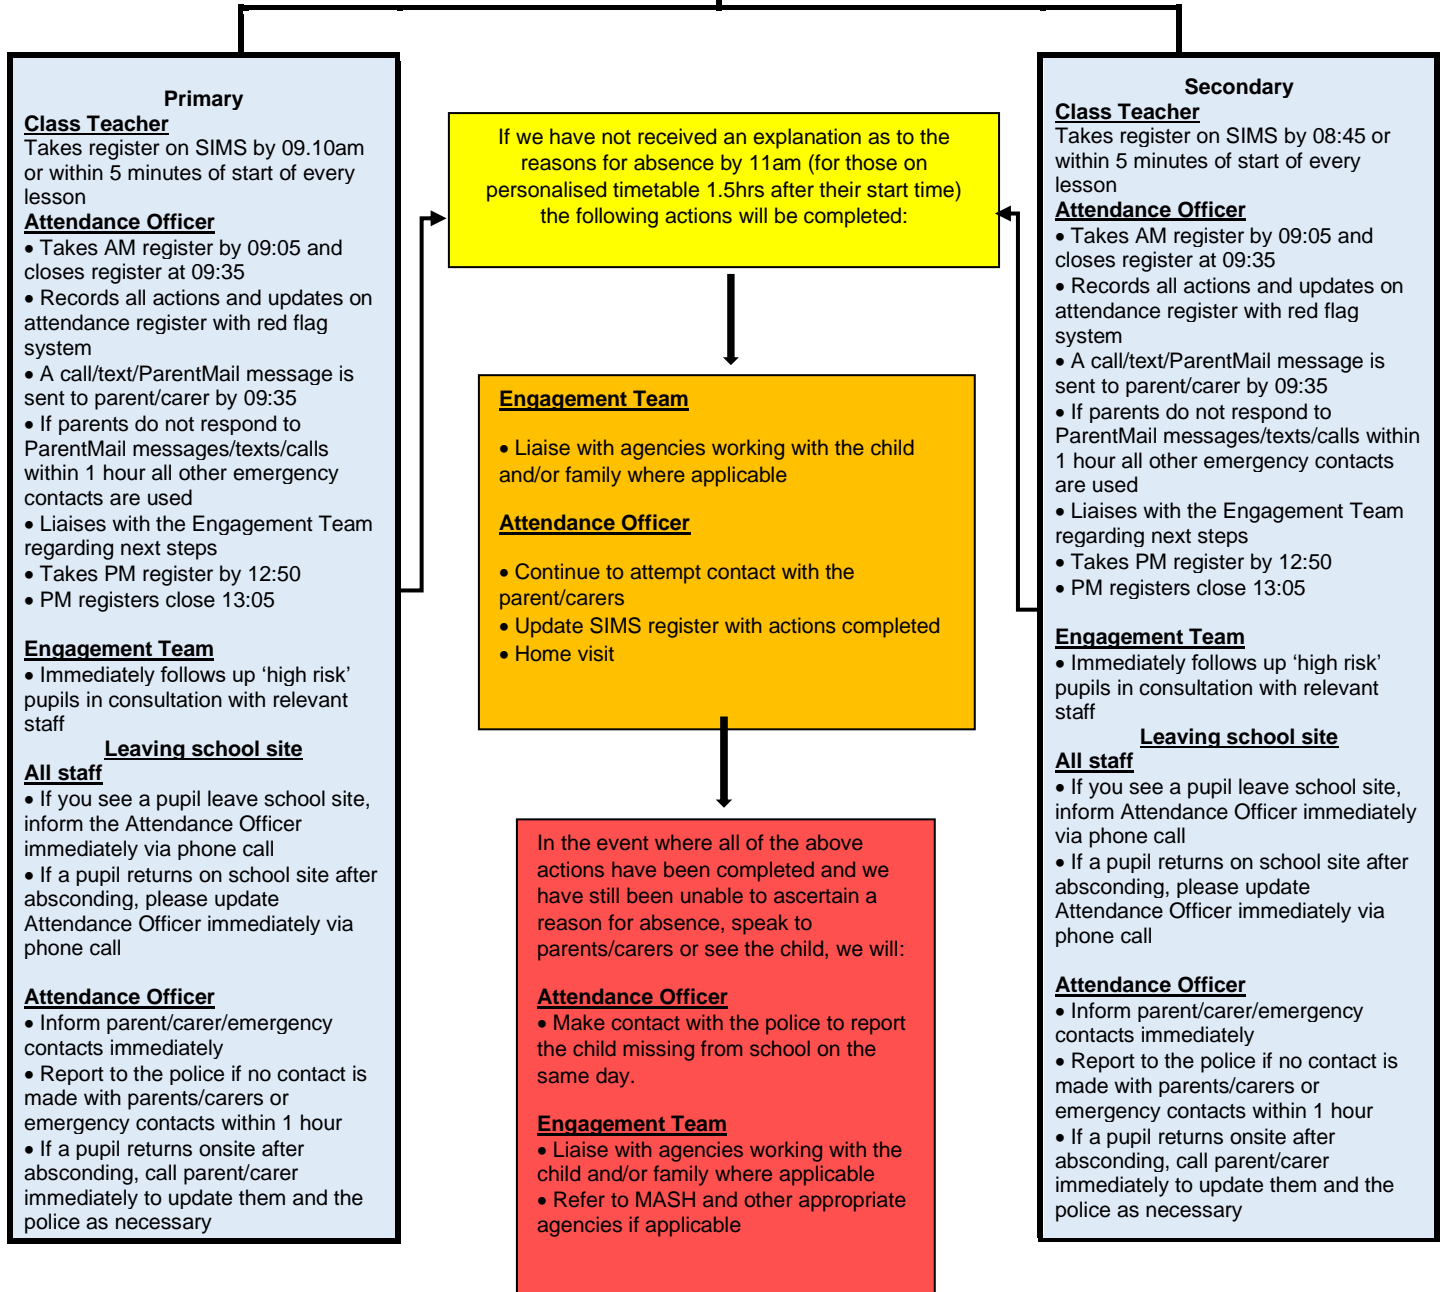 Primary
Class Teacher
Takes register on SIMS by 09.10am
or within 5 minutes of start of every
lesson
Attendance Officer
• Takes AM register by 09:05 and
closes register at 09:35
• Records all actions and updates on
attendance register with red flag
system
• A call/text/ParentMail message is
sent to parent/carer by 09:35
• If parents do not respond to
ParentMail messages/texts/calls
within 1 hour all other emergency
contacts are used
• Liaises with the Engagement Team
regarding next steps
• Takes PM register by 12:50
• PM registers close 13:05
Engagement Team
• Immediately follows up ‘high risk’
pupils in consultation with relevant
staff
Leaving school site
All staff
• If you see a pupil leave school site,
inform the Attendance Officer
immediately via phone call
• If a pupil returns on school site after
absconding, please update
Attendance Officer immediately via
phone call
Attendance Officer
• Inform parent/carer/emergency
contacts immediately
• Report to the police if no contact is
made with parents/carers or
emergency contacts within 1 hour
• If a pupil returns onsite after
absconding, call parent/carer
immediately to update them and the
police as necessary
If we have not received an explanation as to the
reasons for absence by 11am (for those on
personalised timetable 1.5hrs after their start time)
the following actions will be completed:
Engagement Team
• Liaise with agencies working with the child
and/or family where applicable
Attendance Officer
• Continue to attempt contact with the
parent/carers
• Update SIMS register with actions completed
• Home visit
In the event where all of the above
actions have been completed and we
have still been unable to ascertain a
reason for absence, speak to
parents/carers or see the child, we will:
Attendance Officer
• Make contact with the police to report
the child missing from school on the
same day.
Engagement Team
• Liaise with agencies working with the
child and/or family where applicable
• Refer to MASH and other appropriate
agencies if applicable
Secondary
Class Teacher
Takes register on SIMS by 08:45 or
within 5 minutes of start of every
lesson
Attendance Officer
• Takes AM register by 09:05 and
closes register at 09:35
• Records all actions and updates on
attendance register with red flag
system
• A call/text/ParentMail message is
sent to parent/carer by 09:35
• If parents do not respond to
ParentMail messages/texts/calls within
1 hour all other emergency contacts
are used
• Liaises with the Engagement Team
regarding next steps
• Takes PM register by 12:50
• PM registers close 13:05
Engagement Team
• Immediately follows up ‘high risk’
pupils in consultation with relevant
staff
Leaving school site
All staff
• If you see a pupil leave school site,
inform Attendance Officer immediately
via phone call
• If a pupil returns on school site after
absconding, please update
Attendance Officer immediately via
phone call
Attendance Officer
• Inform parent/carer/emergency
contacts immediately
• Report to the police if no contact is
made with parents/carers or
emergency contacts within 1 hour
• If a pupil returns onsite after
absconding, call parent/carer
immediately to update them and the
police as necessary